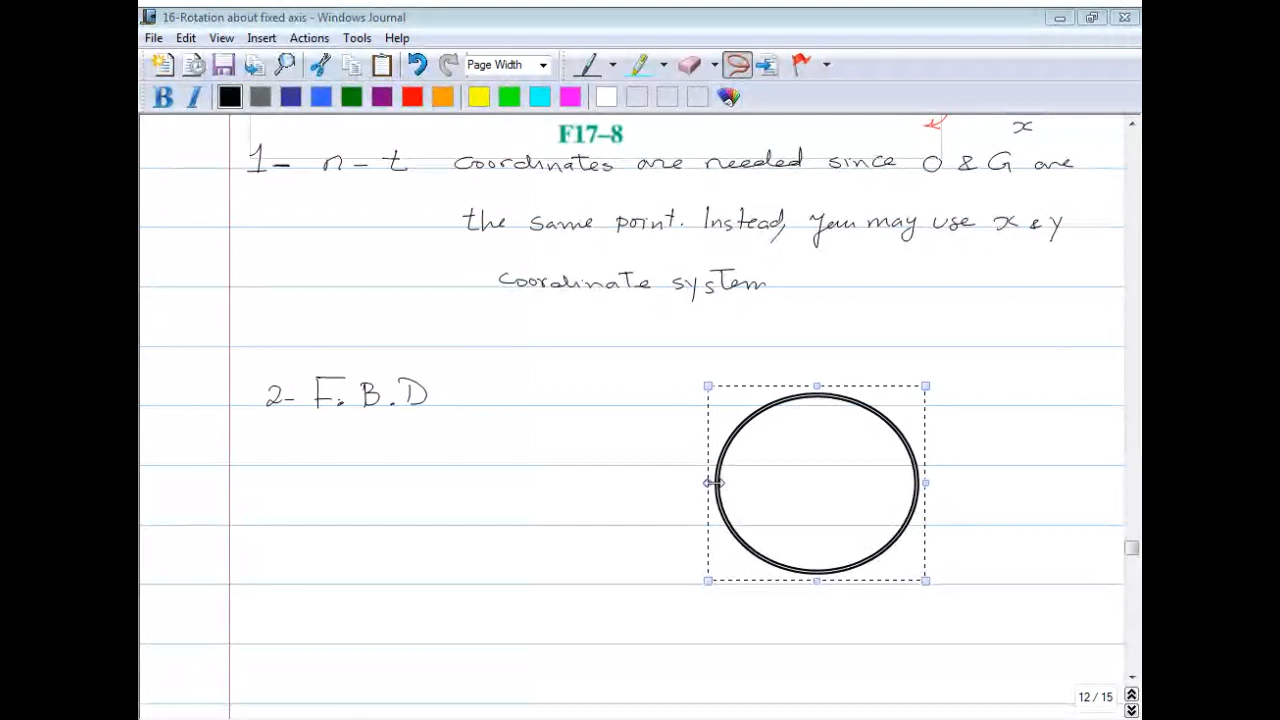 16-Rotation about fixed axis - Windows Journal
File Edit View Insert Actions Tools Help
Page Width
B I
F17–8
x
1- n - t coordinates are needed since O & G are
the same point. Instead, you may use x & y
coordinate system
2- F.B.D
12 / 15